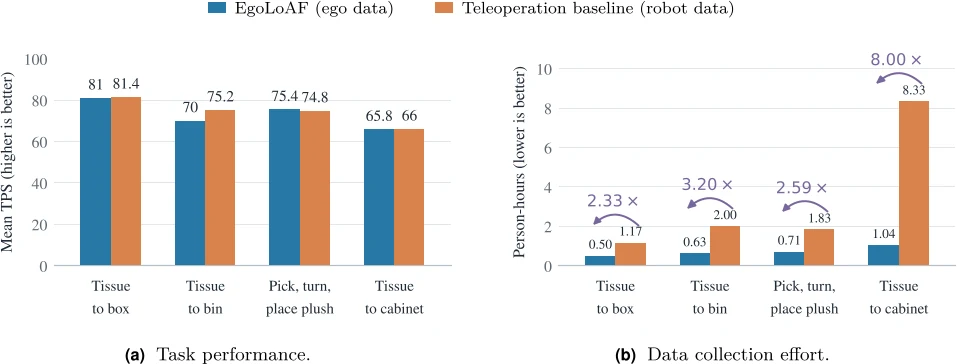 EgoLoAF (ego data) Teleoperation baseline (robot data)
Mean TPS (higher is better)
100
80
60
40
20
0
81 81.4
70 75.2
75.4 74.8
65.8 66
Tissue
to box
Tissue
to bin
Pick, turn,
place plush
Tissue
to cabinet
(a) Task performance.
Person-hours (lower is better)
10
8
6
4
2
0
2.33 ×
0.50 1.17
3.20 ×
0.63 2.00
2.59 ×
0.71 1.83
8.00 ×
1.04 8.33
Tissue
to box
Tissue
to bin
Pick, turn,
place plush
Tissue
to cabinet
(b) Data collection effort.